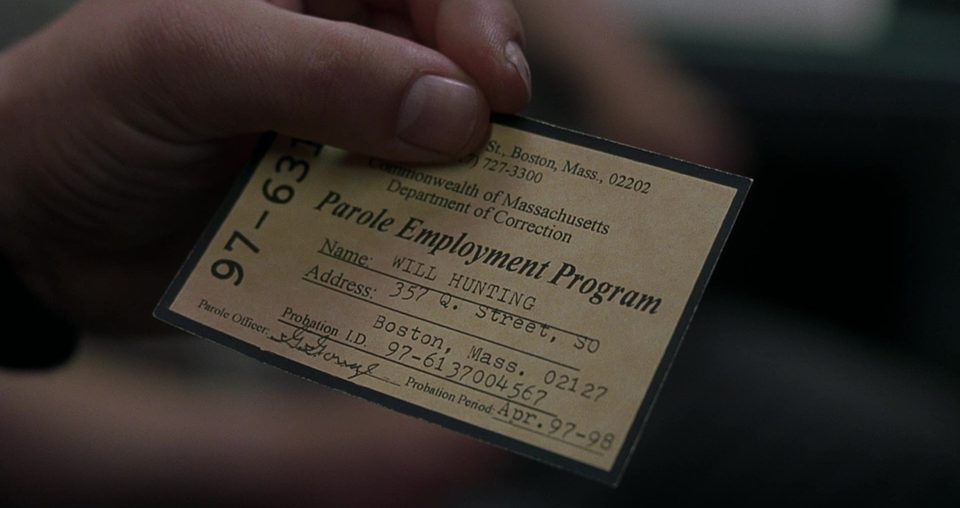 St., Boston, Mass., 02202
7) 727-3300
Commonwealth of Massachusetts
Department of Correction
Parole Employment Program
Name: WILL HUNTING
Address: 357 Q. Street, SO
Boston, Mass. 02127
Probation I.D. 97-6137004567
Parole Officer:
Probation Period: Apr. 97-98
97-631